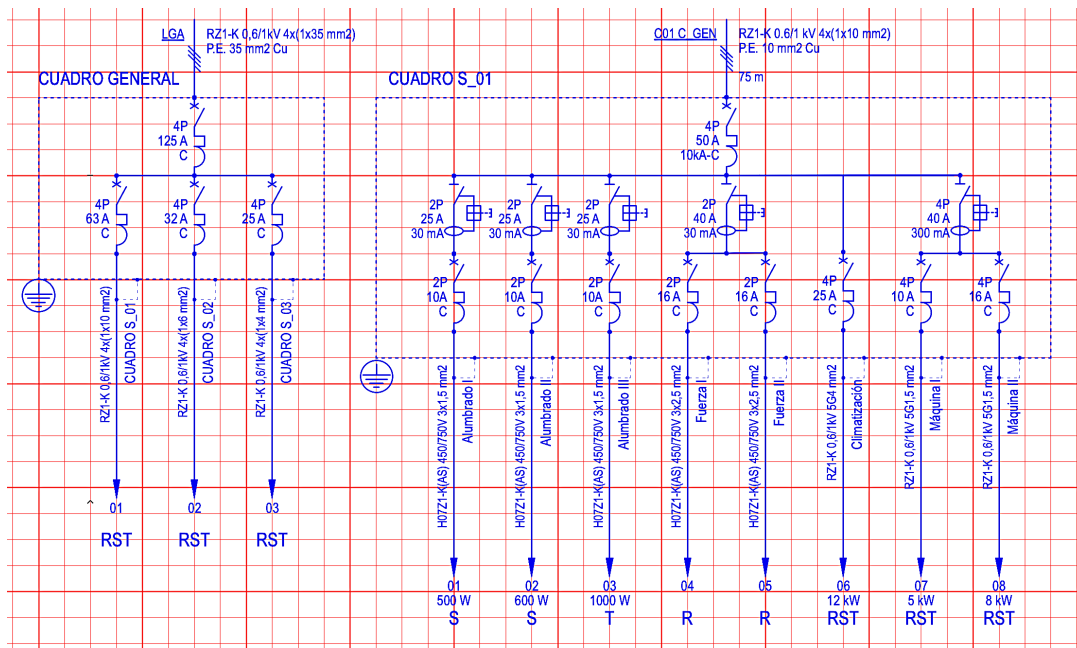 LGA
RZ1-K 0,6/1kV 4x(1x35 mm2)
P.E. 35 mm2 Cu
CUADRO GENERAL
4P
125 A
C
4P
63 A
C
4P
32 A
C
4P
25 A
C
RZ1-K 0,6/1kV 4x(1x10 mm2)
CUADRO S_01
RZ1-K 0,6/1kV 4x(1x6 mm2)
CUADRO S_02
RZ1-K 0,6/1kV 4x(1x4 mm2)
CUADRO S_03
01
02
03
RST
RST
RST
C01 C_GEN
RZ1-K 0.6/1 kV 4x(1x10 mm2)
P.E. 10 mm2 Cu
75 m
CUADRO S_01
4P
50 A
10kA-C
2P
25 A
30 mA
2P
25 A
30 mA
2P
25 A
30 mA
2P
40 A
30 mA
4P
40 A
300 mA
2P
10A
C
2P
10A
C
2P
10A
C
2P
16 A
C
2P
16 A
C
4P
25 A
C
4P
10 A
C
4P
16 A
C
H07Z1-K(AS) 450/750V 3x1,5 mm2
Alumbrado I
H07Z1-K(AS) 450/750V 3x1,5 mm2
Alumbrado II
H07Z1-K(AS) 450/750V 3x1,5 mm2
Alumbrado III
H07Z1-K(AS) 450/750V 3x2,5 mm2
Fuerza I
H07Z1-K(AS) 450/750V 3x2,5 mm2
Fuerza II
RZ1-K 0,6/1kV 5G4 mm2
Climatización
RZ1-K 0,6/1kV 5G1,5 mm2
Máquina I
RZ1-K 0,6/1kV 5G1,5 mm2
Máquina II
01
02
03
04
05
06
07
08
500 W
600 W
1000 W
12 kW
5 kW
8 kW
S
S
T
R
R
RST
RST
RST